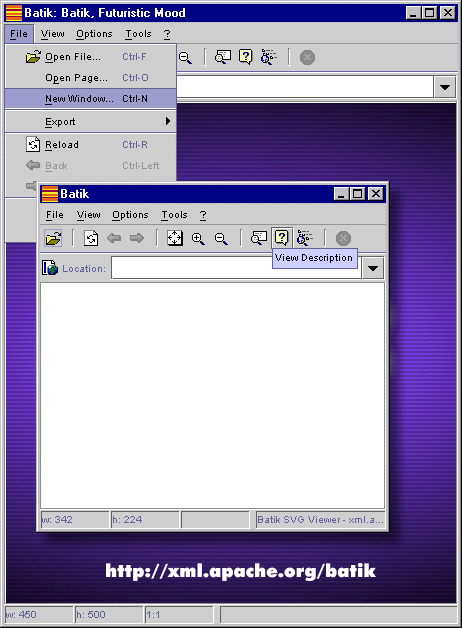 Batik: Batik, Futuristic Mood
File View Options Tools ?
Open File... Ctrl-F
Open Page... Ctrl-O
New Window... Ctrl-N
Export
Reload Ctrl-R
Back Ctrl-Left
Batik
File View Options Tools ?
View Description
Location:
w: 342 h: 224 Batik SVG Viewer - xml.a...
http://xml.apache.org/batik
w: 450 h: 500 1:1